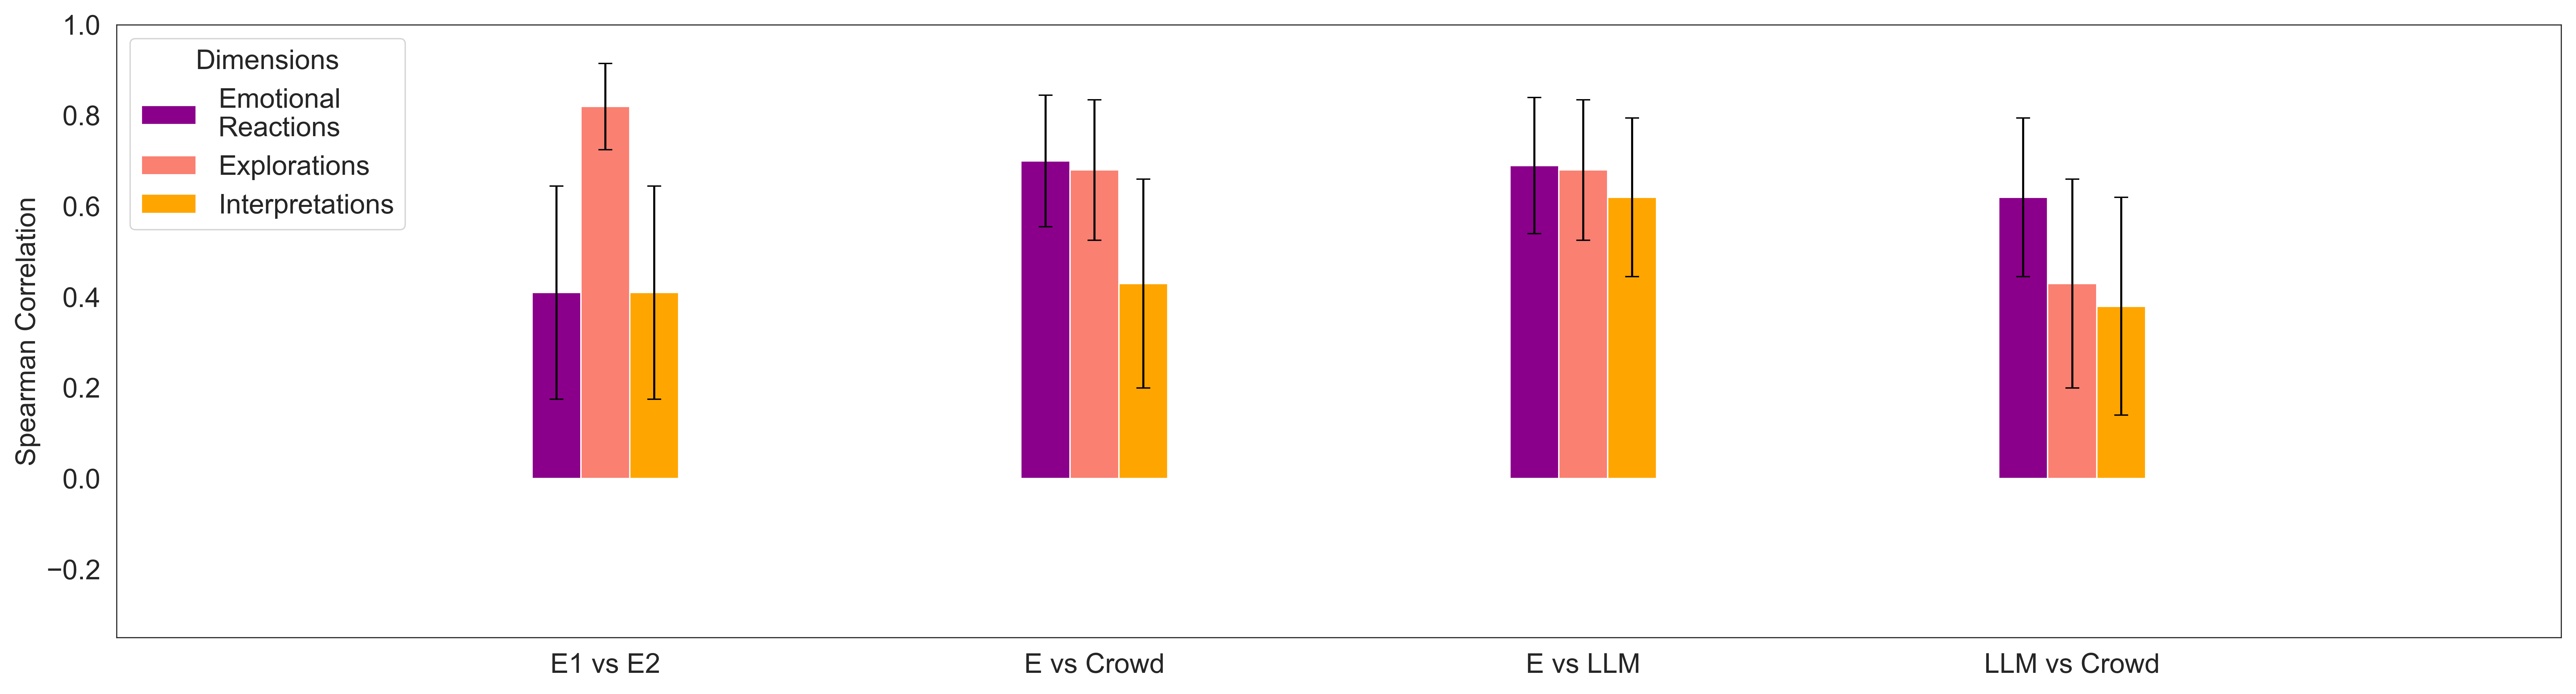 Spearman Correlation
1.0
0.8
0.6
0.4
0.2
0.0
−0.2
Dimensions
Emotional
Reactions
Explorations
Interpretations
E1 vs E2
E vs Crowd
E vs LLM
LLM vs Crowd